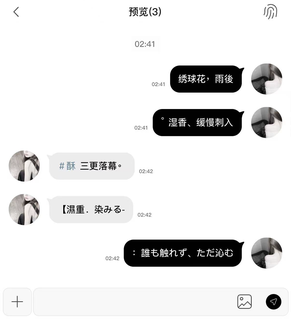 预览(3)
02:41
绣球花，雨後
02:41
°湿香、缓慢刺入
02:41
#酥 三更落幕。
02:42
【濕重．染みる-
02:42
：誰も触れず、ただ沁む
02:42